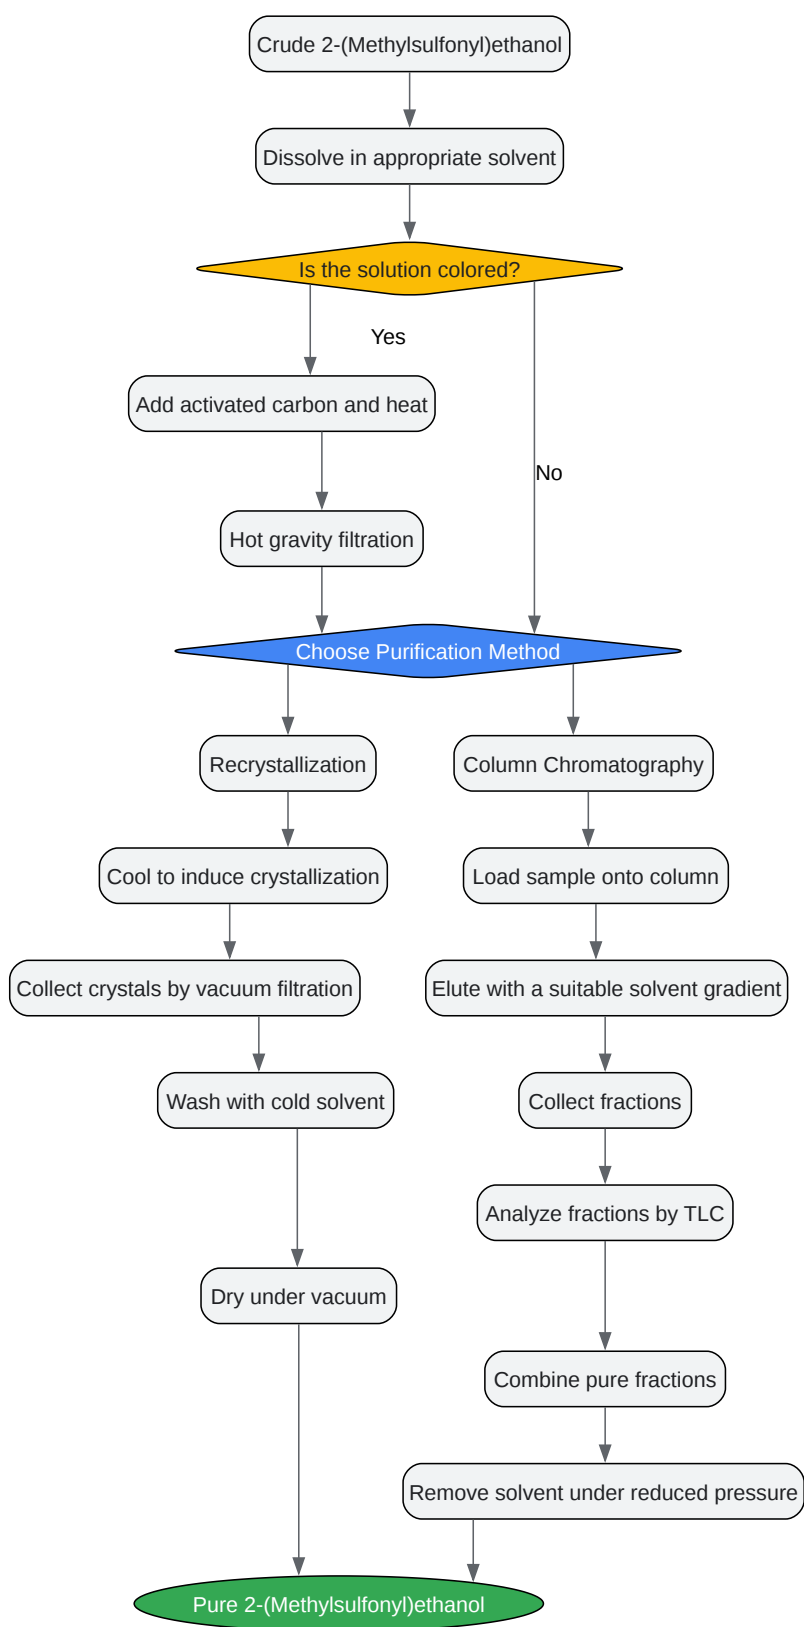 Crude 2-(Methylsulfonyl)ethanol
Dissolve in appropriate solvent
Is the solution colored?
Yes
Add activated carbon and heat
No
Hot gravity filtration
Choose Purification Method
Recrystallization
Column Chromatography
Cool to induce crystallization
Load sample onto column
Collect crystals by vacuum filtration
Elute with a suitable solvent gradient
Wash with cold solvent
Collect fractions
Analyze fractions by TLC
Dry under vacuum
Combine pure fractions
Remove solvent under reduced pressure
Pure 2-(Methylsulfonyl)ethanol